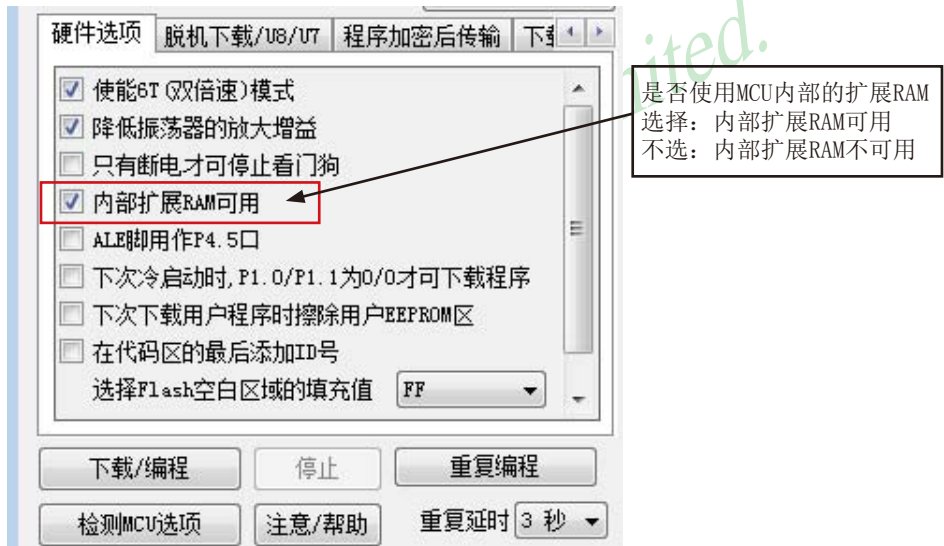 硬件选项 脱机下载/U8/U7 程序加密后传输
ited.
使能6T(双倍速)模式
降低振荡器的放大增益
只有断电才可停止看门狗
内部扩展RAM可用
ALE脚用作P4.5口
下次冷启动时,P1.0/P1.1为0/0才可下载程序
下次下载用户程序时擦除用户EEPROM区
在代码区的最后添加ID号
选择Flash空白区域的填充值 FF
是否使用MCU内部的扩展RAM
选择: 内部扩展RAM可用
不选: 内部扩展RAM不可用
下载/编程 停止 重复编程
检测MCU选项 注意/帮助 重复延时 3 秒